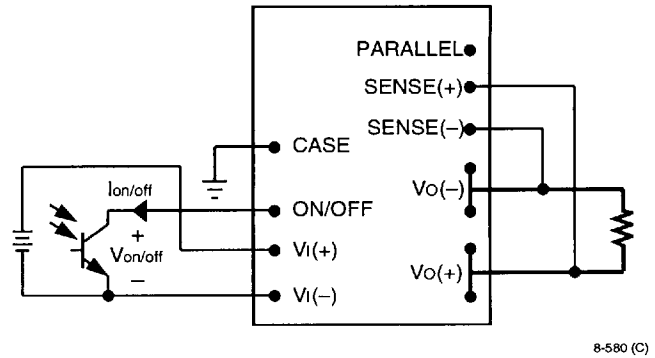 PARALLEL
SENSE(+)
SENSE(−)
CASE
Ion/off
VO(−)
ON/OFF
+
Von/off
−
VI(+)
VO(+)
VI(−)
8-580 (C)